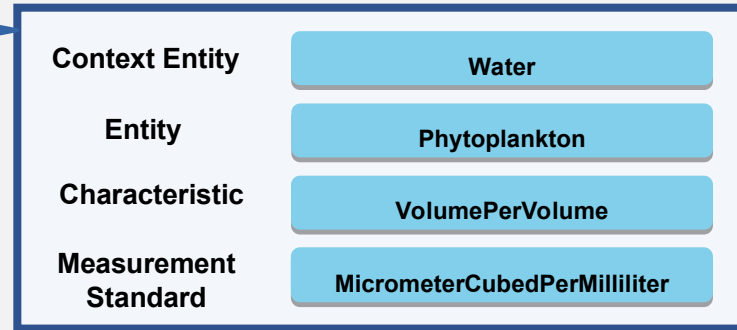 Context Entity
Water
Entity
Phytoplankton
Characteristic
VolumePerVolume
Measurement
Standard
MicrometerCubedPerMilliliter